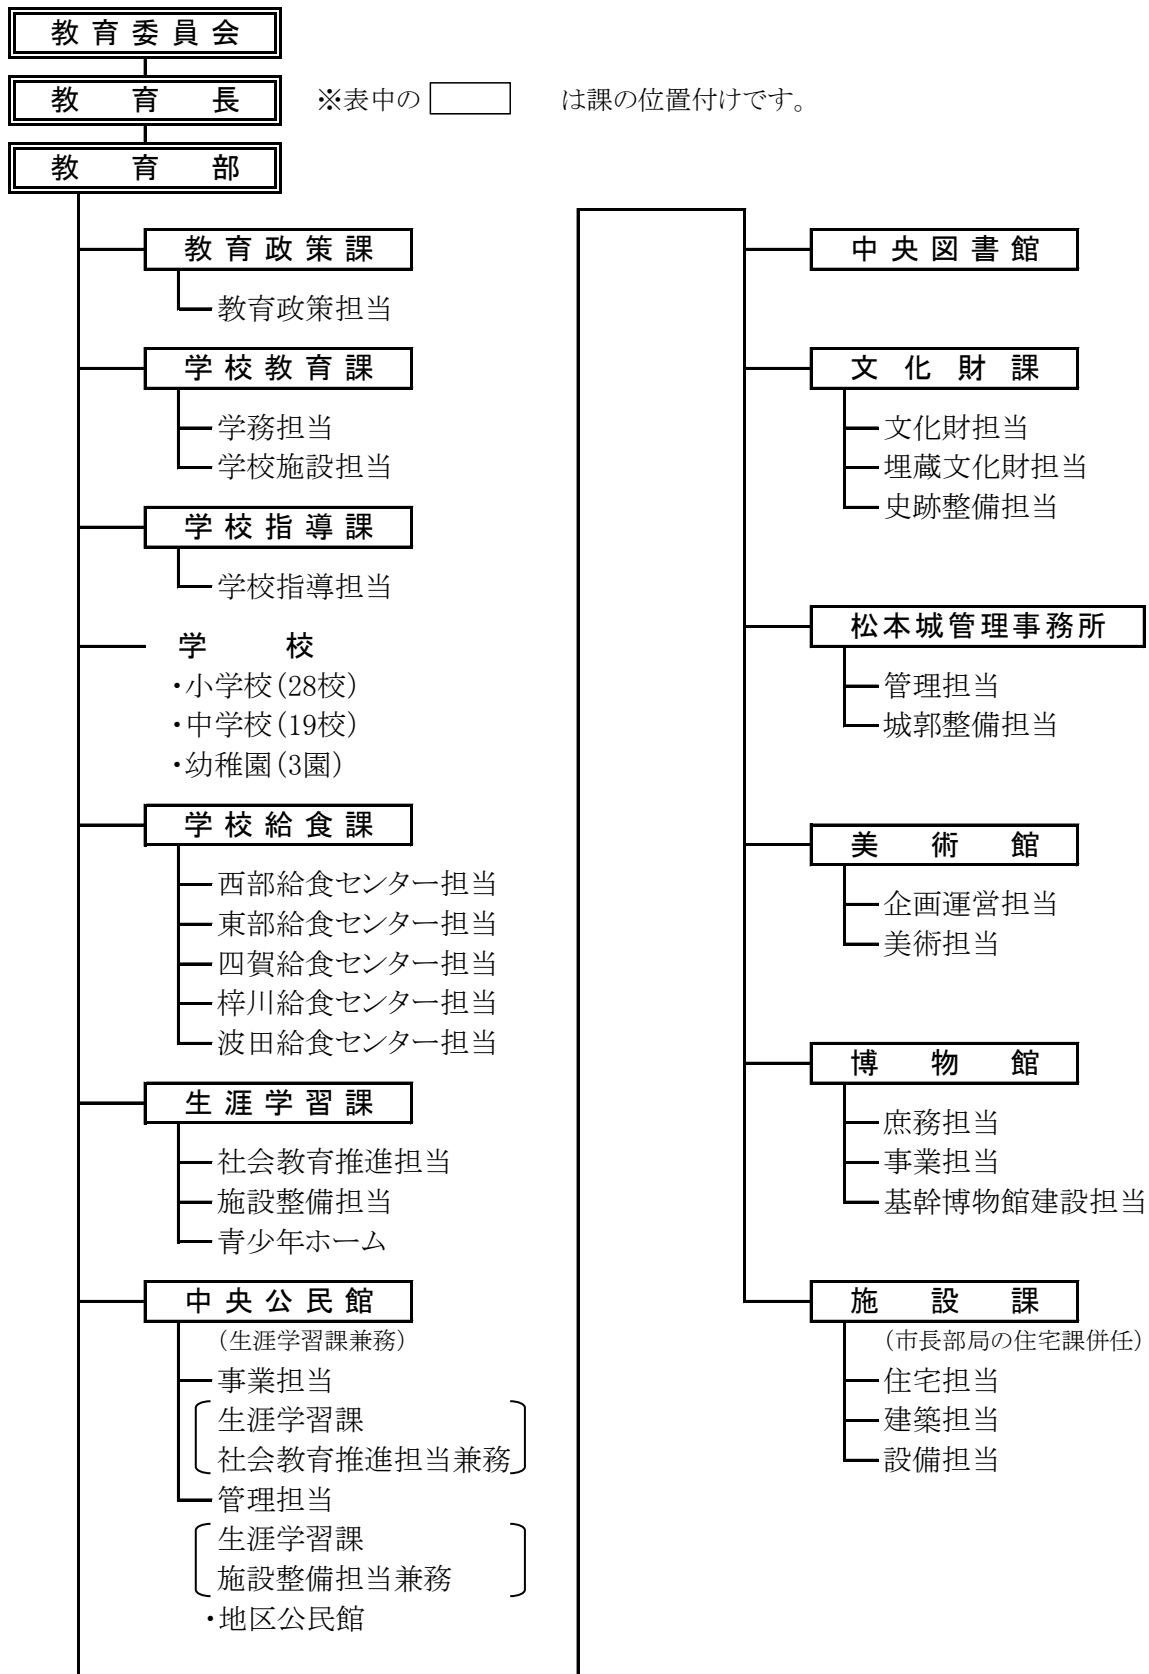 教育委員会
教育長
※表中の は課の位置付けです。
教育部
教育政策課
教育政策担当
学校教育課
学務担当
学校施設担当
学校指導課
学校指導担当
学校
・小学校(28校)
・中学校(19校)
・幼稚園(3園)
学校給食課
西部給食センター担当
東部給食センター担当
四賀給食センター担当
梓川給食センター担当
波田給食センター担当
生涯学習課
社会教育推進担当
施設整備担当
青少年ホーム
中央公民館
(生涯学習課兼務)
事業担当
生涯学習課
社会教育推進担当兼務
管理担当
生涯学習課
施設整備担当兼務
・地区公民館
中央図書館
文化財課
文化財担当
埋蔵文化財担当
史跡整備担当
松本城管理事務所
管理担当
城郭整備担当
美術館
企画運営担当
美術担当
博物館
庶務担当
事業担当
基幹博物館建設担当
施設課
(市長部局の住宅課併任)
住宅担当
建築担当
設備担当